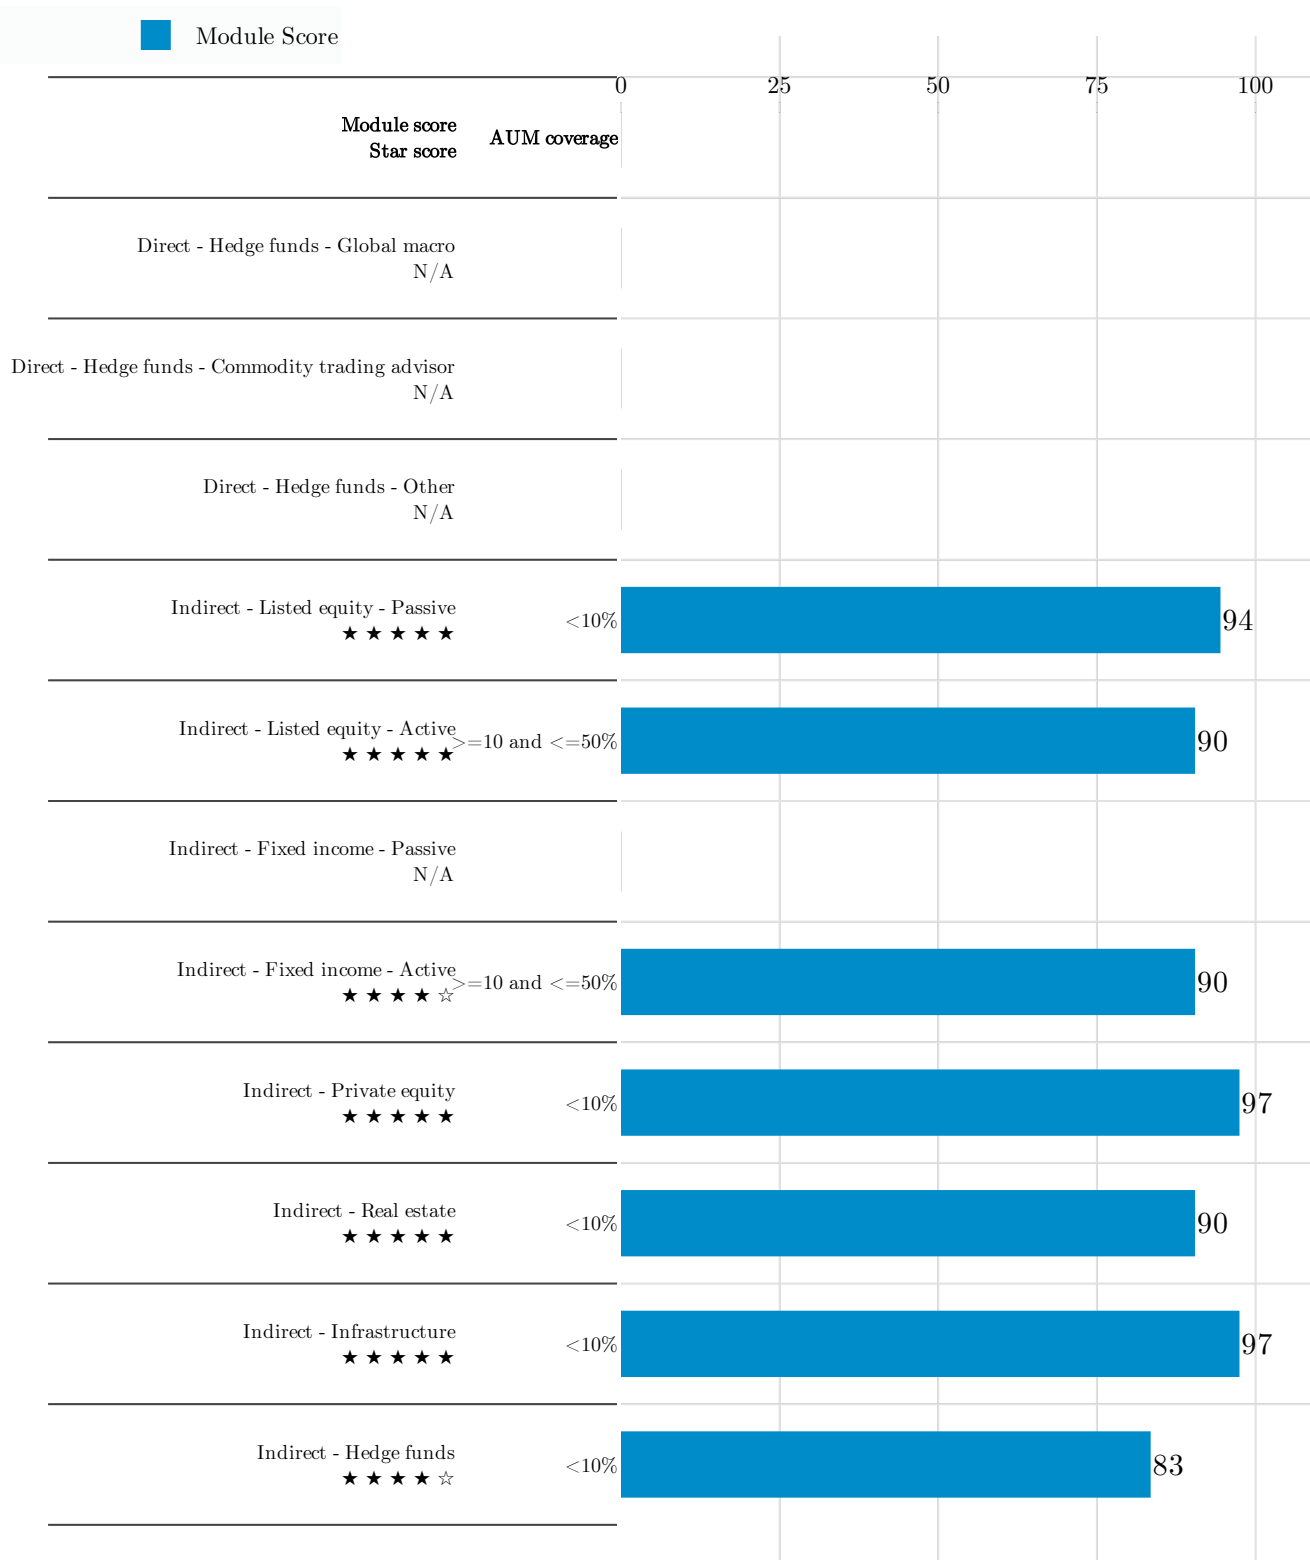 Module Score
0 25 50 75 100
Module score
Star score
AUM coverage
Direct - Hedge funds - Global macro
N/A
Direct - Hedge funds - Commodity trading advisor
N/A
Direct - Hedge funds - Other
N/A
Indirect - Listed equity - Passive
★ ★ ★ ★ ★
<10%
94
Indirect - Listed equity - Active
★ ★ ★ ★ ★
>=10 and <=50%
90
Indirect - Fixed income - Passive
N/A
Indirect - Fixed income - Active
★ ★ ★ ★ ☆
>=10 and <=50%
90
Indirect - Private equity
★ ★ ★ ★ ★
<10%
97
Indirect - Real estate
★ ★ ★ ★ ★
<10%
90
Indirect - Infrastructure
★ ★ ★ ★ ★
<10%
97
Indirect - Hedge funds
★ ★ ★ ★ ☆
<10%
83